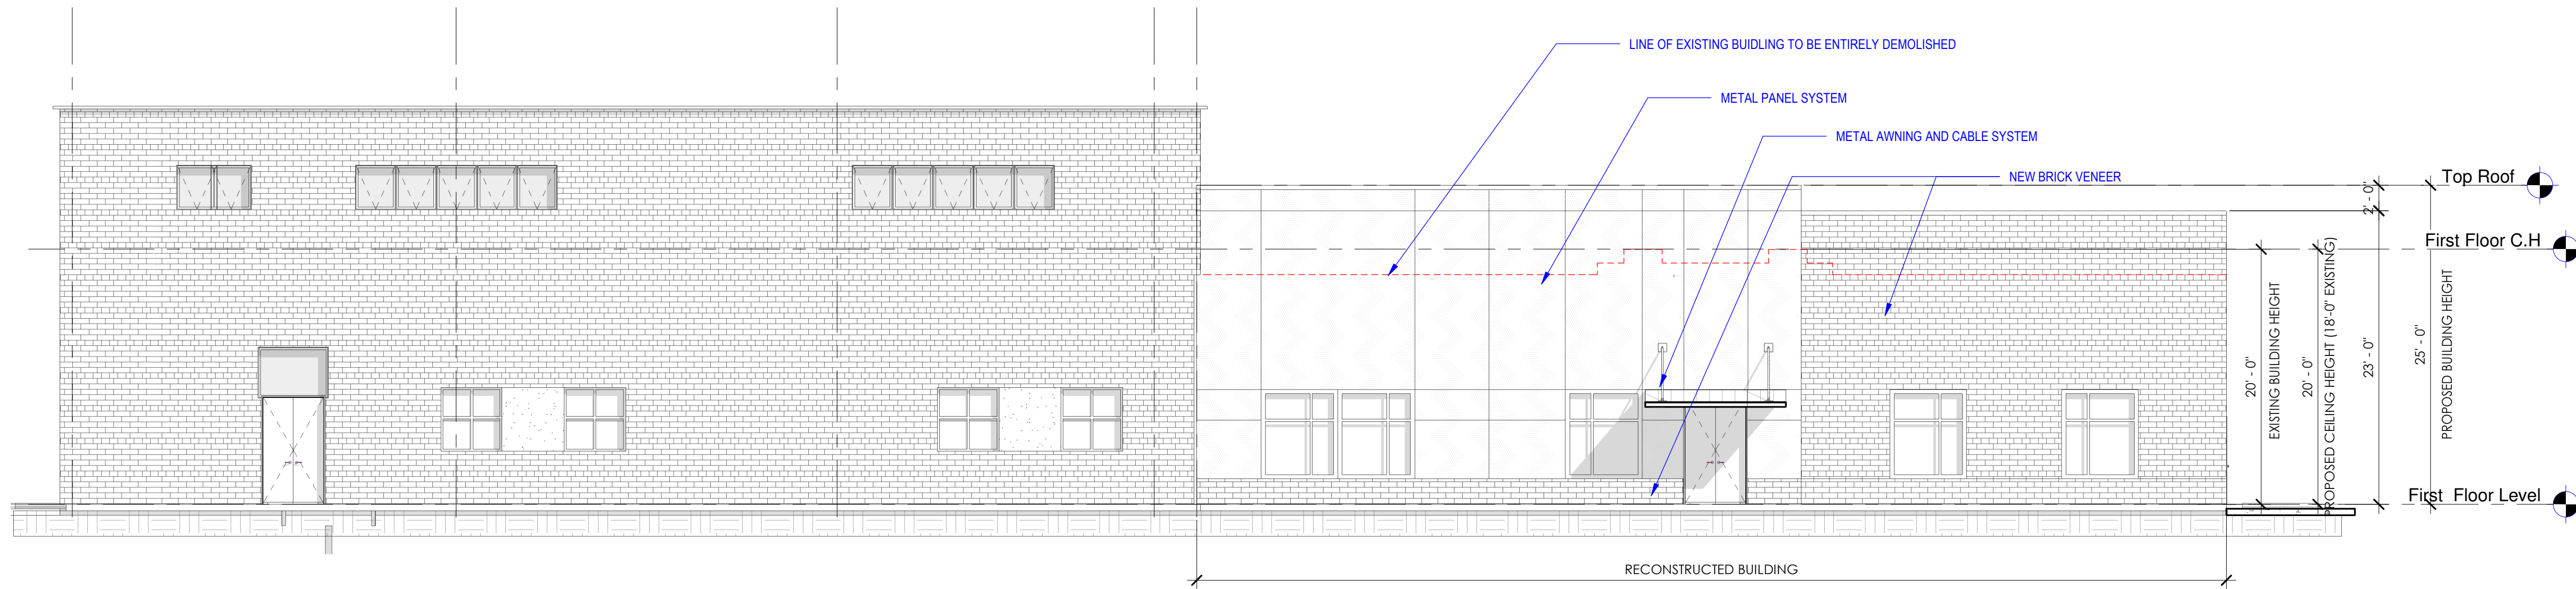 LINE OF EXISTING BUIDLING TO BE ENTIRELY DEMOLISHED
METAL PANEL SYSTEM
METAL AWNING AND CABLE SYSTEM
NEW BRICK VENEER
Top Roof
First Floor C.H
First Floor Level
2' - 0"
23' - 0"
20' - 0"
EXISTING BUILDING HEIGHT
20' - 0"
PROPOSED CEILING HEIGHT (18'-0" EXISTING)
25' - 0"
PROPOSED BUILDING HEIGHT
RECONSTRUCTED BUILDING